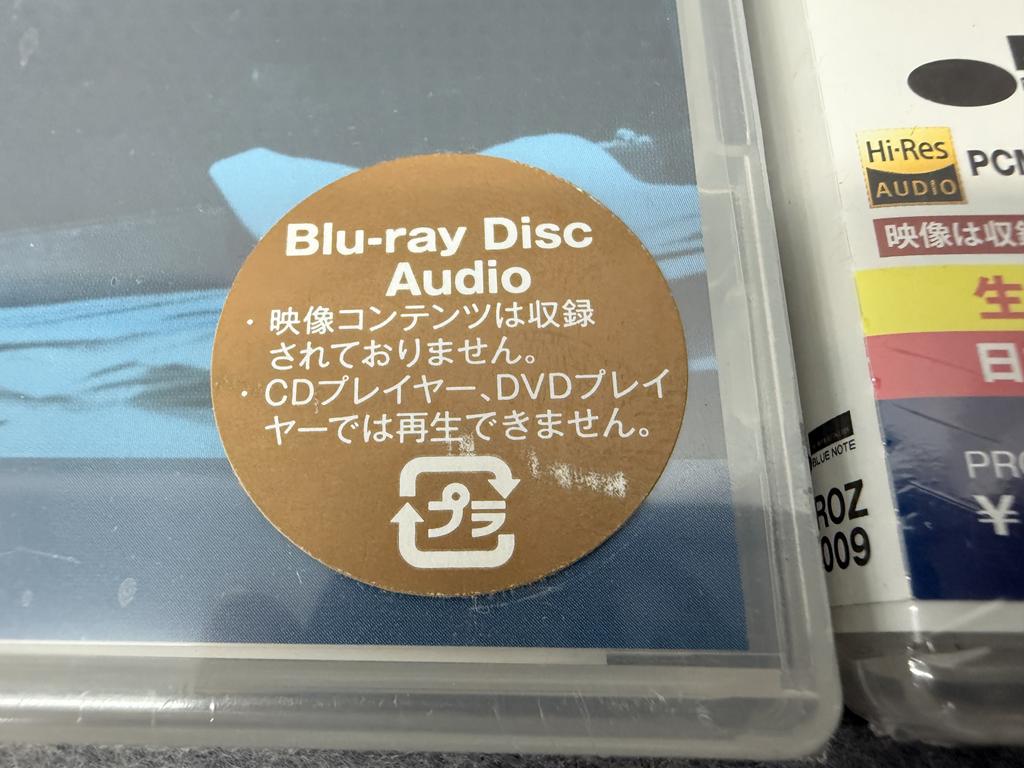 Blu-ray Disc
Audio
・映像コンテンツは収録
されておりません。
・CDプレイヤー、DVDプレイ
ヤーでは再生できません。
プラ
Hi-Res
AUDIO
PCM
映像は収録
生
日
PRO
¥
BLUE NOTE
ROZ
009